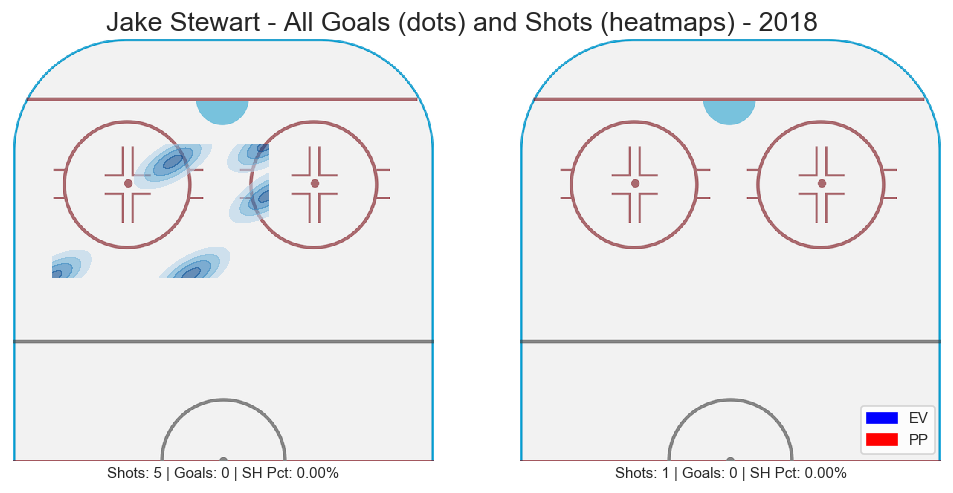 Jake Stewart - All Goals (dots) and Shots (heatmaps) - 2018
EV
PP
Shots: 5 | Goals: 0 | SH Pct: 0.00%
Shots: 1 | Goals: 0 | SH Pct: 0.00%